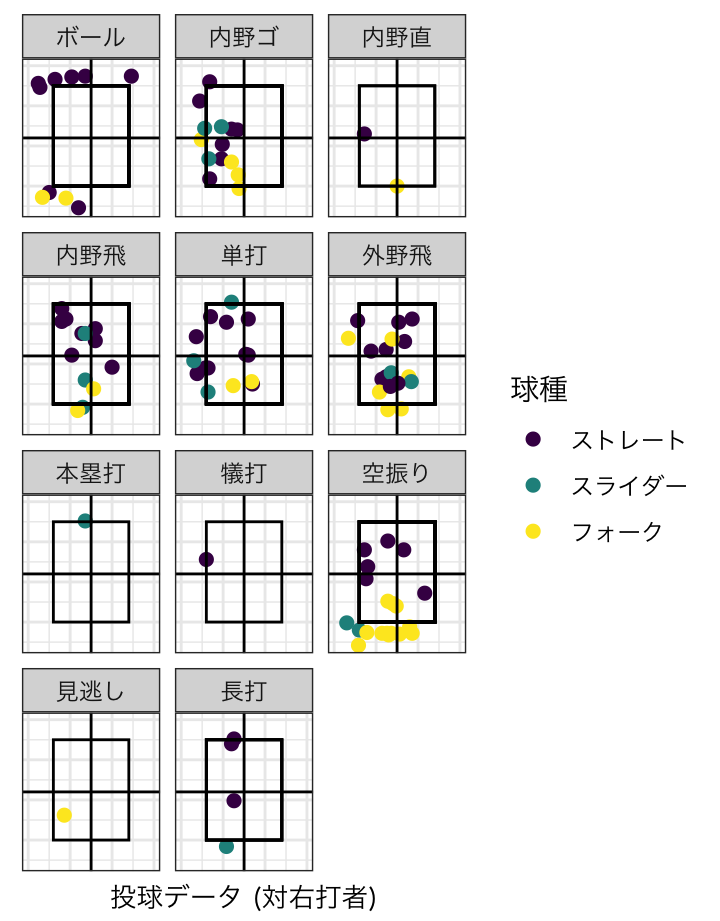 ボール
内野ゴ
内野直
内野飛
単打
外野飛
本塁打
犠打
空振り
見逃し
長打
球種
ストレート
スライダー
フォーク
投球データ (対右打者)